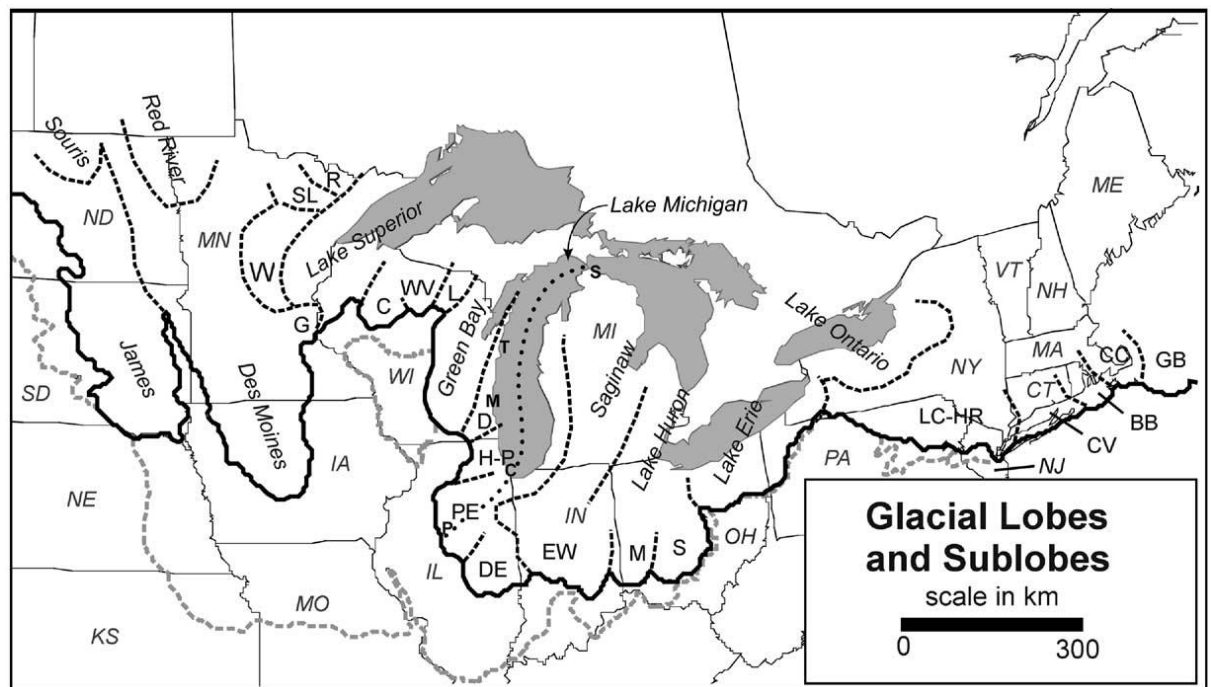 Souris
Red River
ND
MN
W
SL
R
Lake Superior
G
C
WV
L
Green Bay
Lake Michigan
S
T
M
D
MI
Saginaw
Lake Huron
Lake Erie
Lake Ontario
NY
VT
NH
ME
MA
CT
CC
GB
BB
CV
LC-HR
NJ
PA
SD
James
Des Moines
WI
IA
NE
H-P
C
PE
P
DE
IL
EW
IN
M
S
OH
KS
MO
Glacial Lobes
and Sublobes
scale in km
0
300